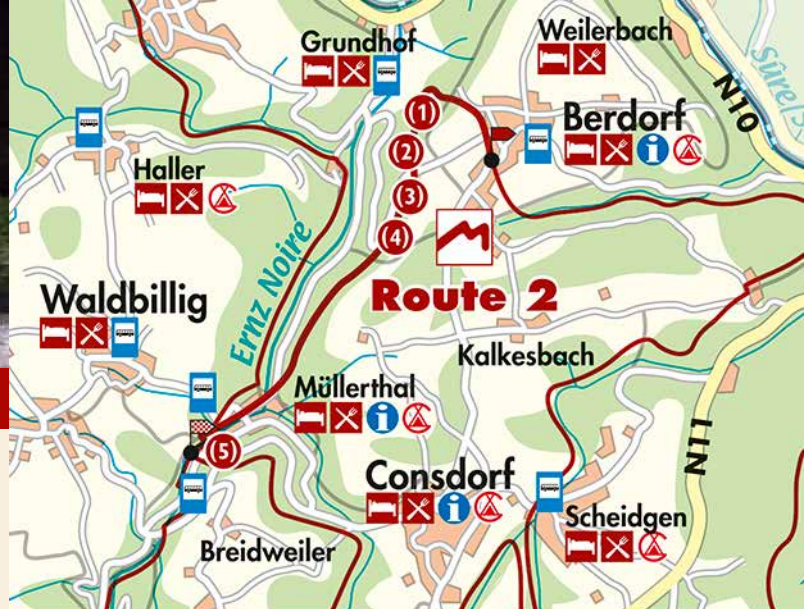 Grundhof
Weilerbach
Sûre/S
N10
(1)
Berdorf
(2)
i
Haller
(3)
(4)
Ernz Noire
Waldbillig
Route 2
Kalkesbach
Müllerthal
i
L1N
(5)
Consdorf
i
Scheidgen
Breidweiler